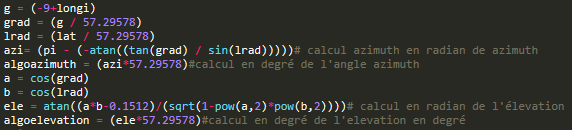 g = (-9+longi)
grad = (g / 57.29578)
lrad = (lat / 57.29578)
azi= (pi - (-atan((tan(grad) / sin(lrad)))))# calcul azimuth en radian de azimuth
algoazimuth = (azi*57.29578)#calcul en degré de l'angle azimuth
a = cos(grad)
b = cos(lrad)
ele = atan((a*b-0.1512)/(sqrt(1-pow(a,2)*pow(b,2))))# calcul en radian de l'élévation
algoelevation = (ele*57.29578)#calcul en degré de l'elevation en degré